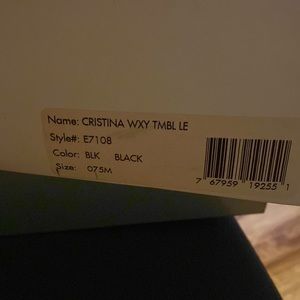 Name: CRISTINA WXY TMBL LE
Style#: E7108
Color: BLK BLACK
Size: 075M
7 67959 19255 1